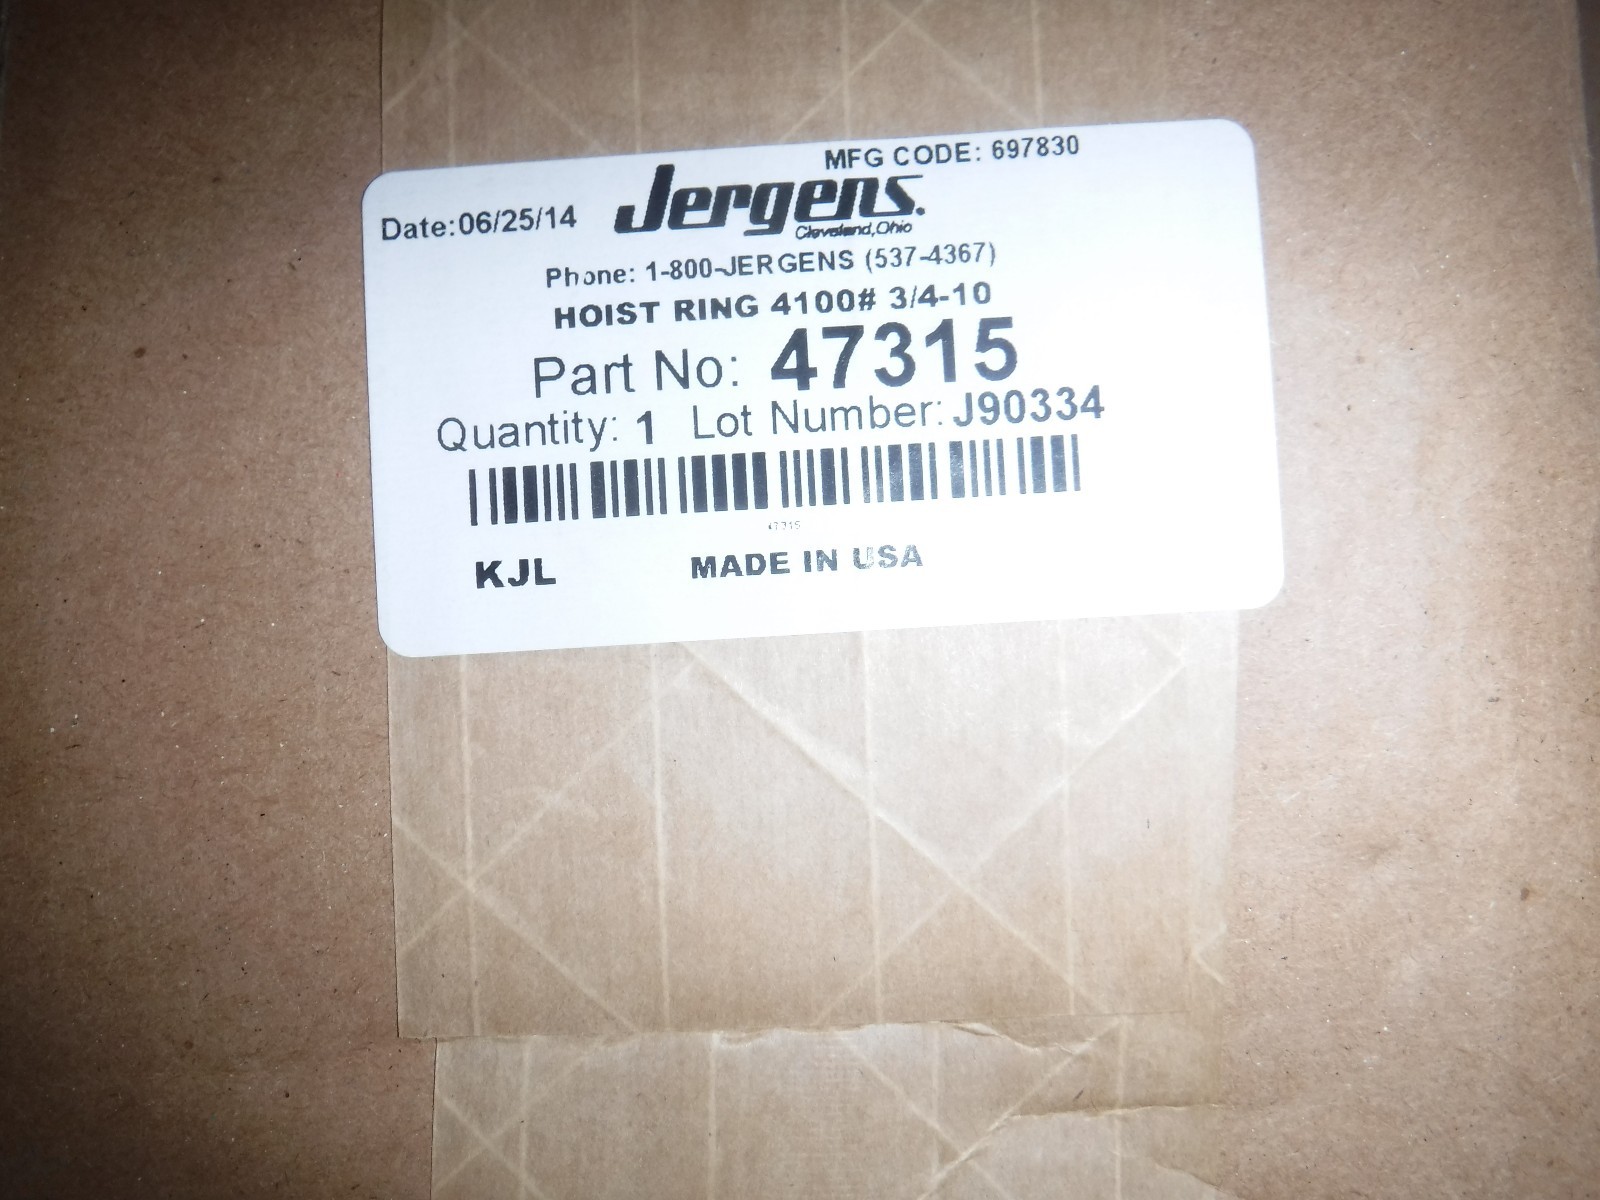 MFG CODE: 697830
Date:06/25/14 Jergens.
Cleveland,Ohio
Phone: 1-800-JERGENS (537-4367)
HOIST RING 4100# 3/4-10
Part No: 47315
Quantity: 1 Lot Number: J90334
47315
KJL MADE IN USA